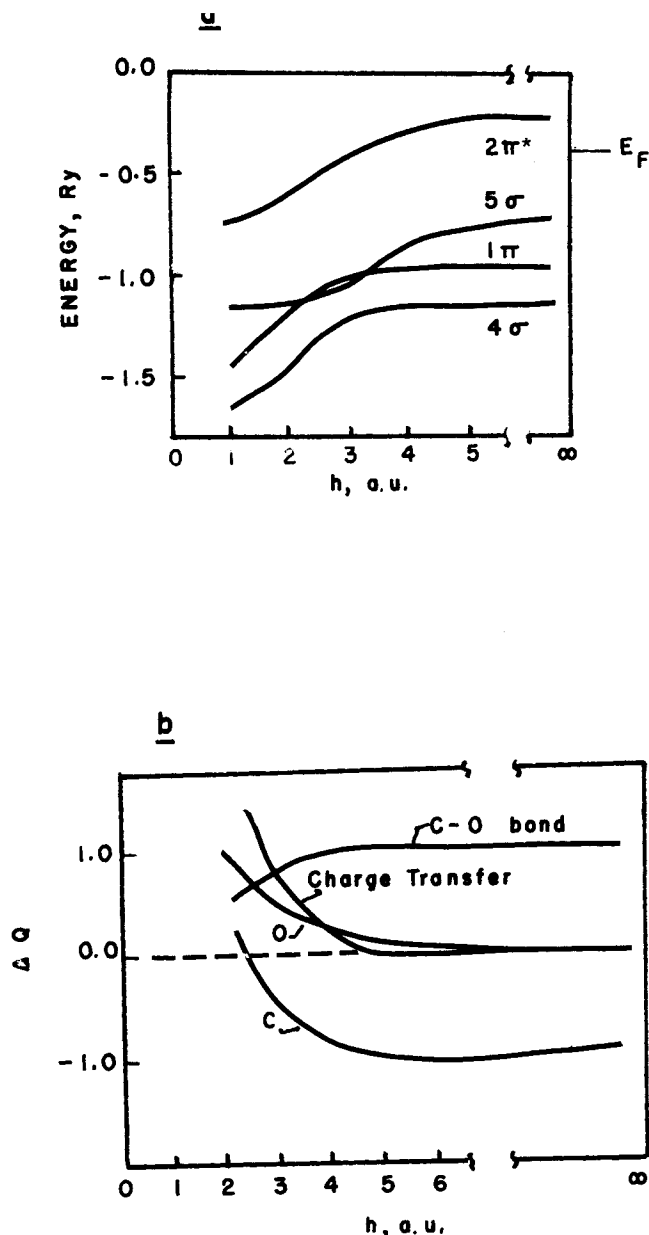 a
0.0
-0.5
-1.0
-1.5
ENERGY, Ry
2π*
5σ
1π
4σ
E_F
0 1 2 3 4 5 ∞
h, a.u.
b
1.0
0.0
-1.0
Δ Q
C-O bond
Charge Transfer
O
C
0 1 2 3 4 5 6 ∞
h, a.u.